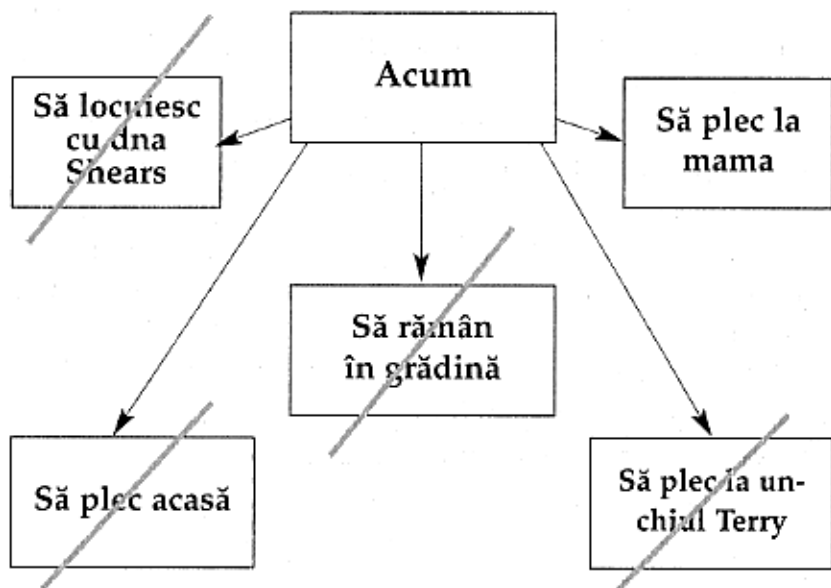 Acum
Să locuiesc
cu dna
Shears
Să plec la
mama
Să rămân
în grădină
Să plec acasă
Să plec la un-
chiul Terry